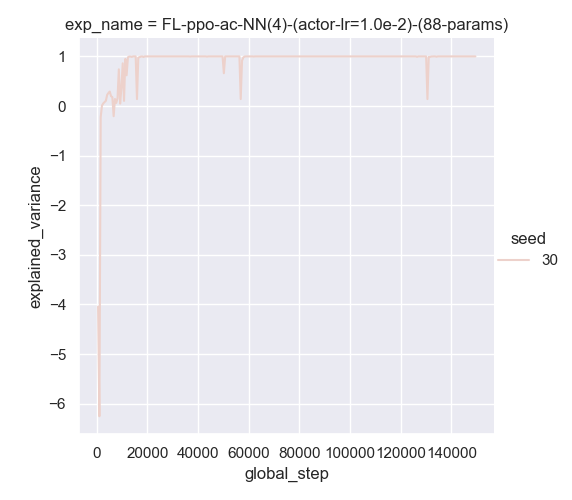 exp_name = FL-ppo-ac-NN(4)-(actor-lr=1.0e-2)-(88-params)
1
0
−1
−2
−3
−4
−5
−6
explained_variance
0 20000 40000 60000 80000 100000 120000 140000
global_step
seed
30